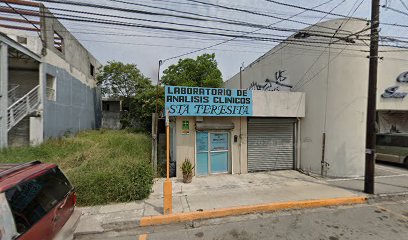 LABORATORIO DE
ANALISIS CLINICOS
STA TERESITA